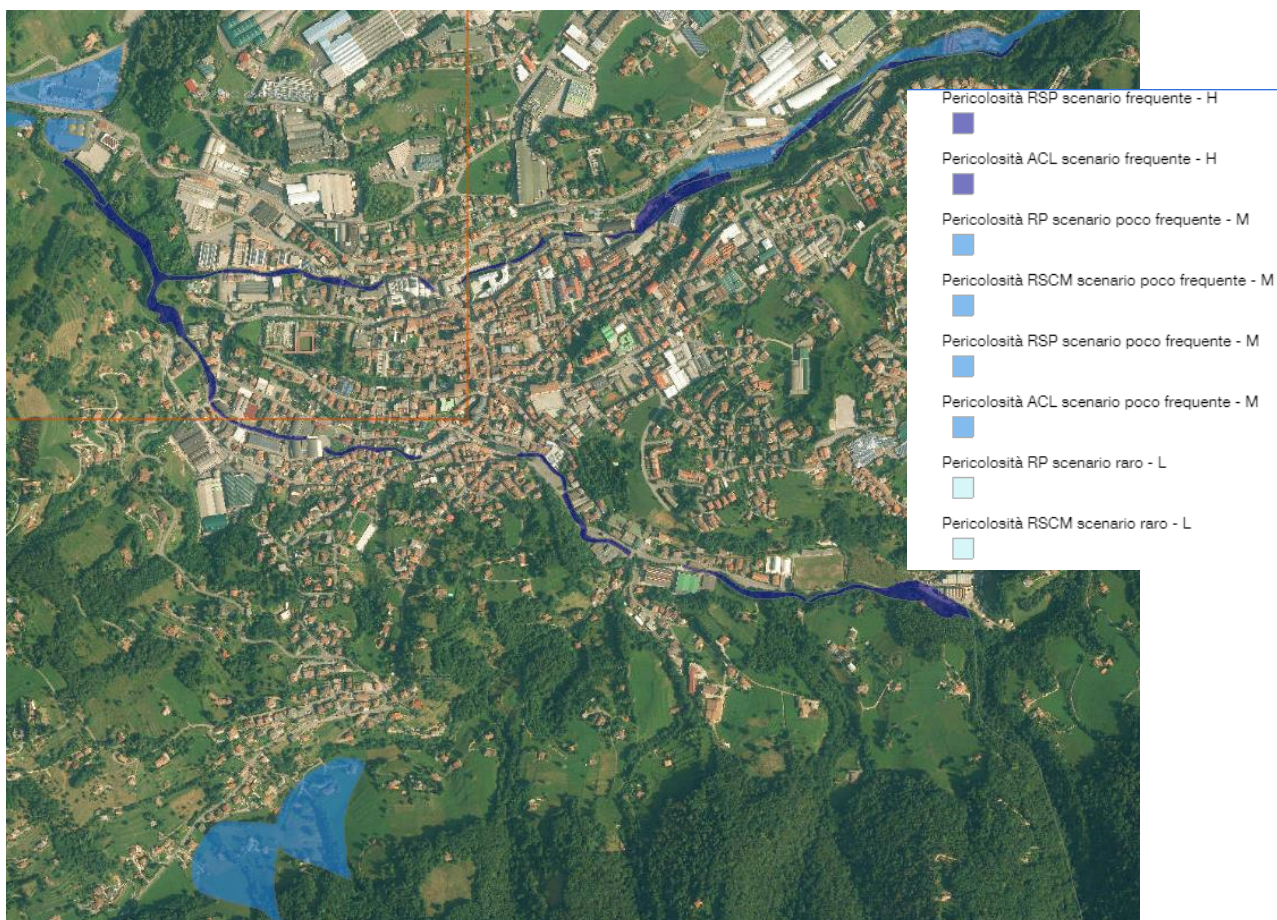 Pericolosità RSP scenario frequente - H
Pericolosità ACL scenario frequente - H
Pericolosità RP scenario poco frequente - M
Pericolosità RSCM scenario poco frequente - M
Pericolosità RSP scenario poco frequente - M
Pericolosità ACL scenario poco frequente - M
Pericolosità RP scenario raro - L
Pericolosità RSCM scenario raro - L